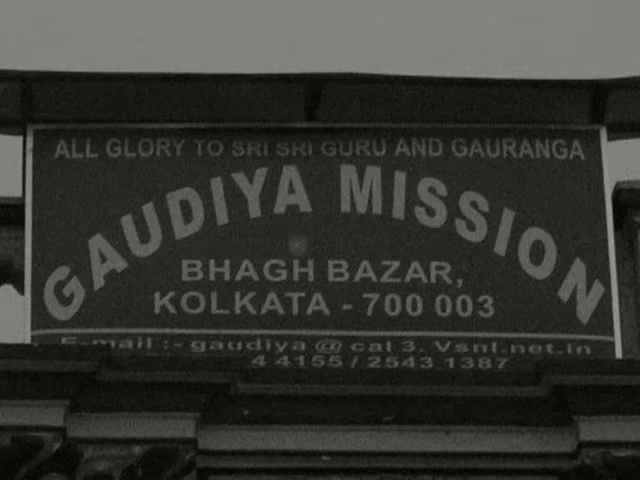 ALL GLORY TO SRI SRI GURU AND GAURANGA
GAUDIYA MISSION
BHAGH BAZAR,
KOLKATA - 700 003
E-mail :- gaudiya @ cal 3. Vsnl.net.in
4 4155 / 2543 1387